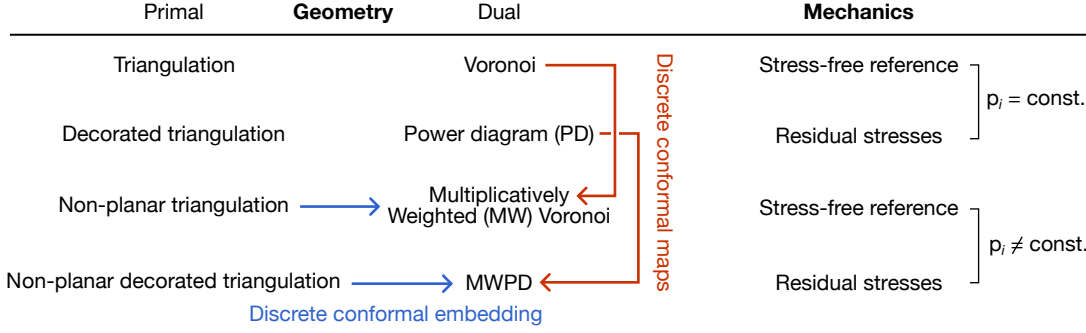 Primal Geometry Dual Mechanics
Triangulation Voronoi Stress-free reference
p_i = const.
Decorated triangulation Power diagram (PD) Residual stresses
Discrete conformal maps
Non-planar triangulation Multiplicatively
Weighted (MW) Voronoi Stress-free reference
p_i ≠ const.
Non-planar decorated triangulation MWPD Residual stresses
Discrete conformal embedding